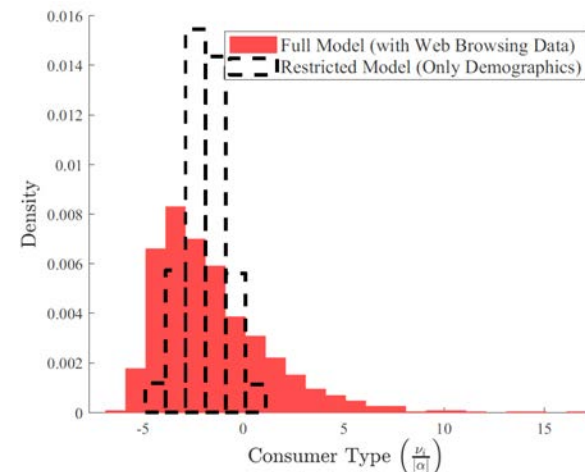 0.016
0.014
0.012
0.01
0.008
0.006
0.004
0.002
0
Density
Full Model (with Web Browsing Data)
Restricted Model (Only Demographics)
-5 0 5 10 15
Consumer Type (νᵢ/|α|)